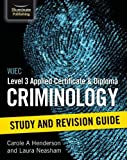 Illuminate
Publishing
WJEC
Level 3 Applied Certificate & Diploma
CRIMINOLOGY
STUDY AND REVISION GUIDE
Carole A Henderson
and Laura Neasham